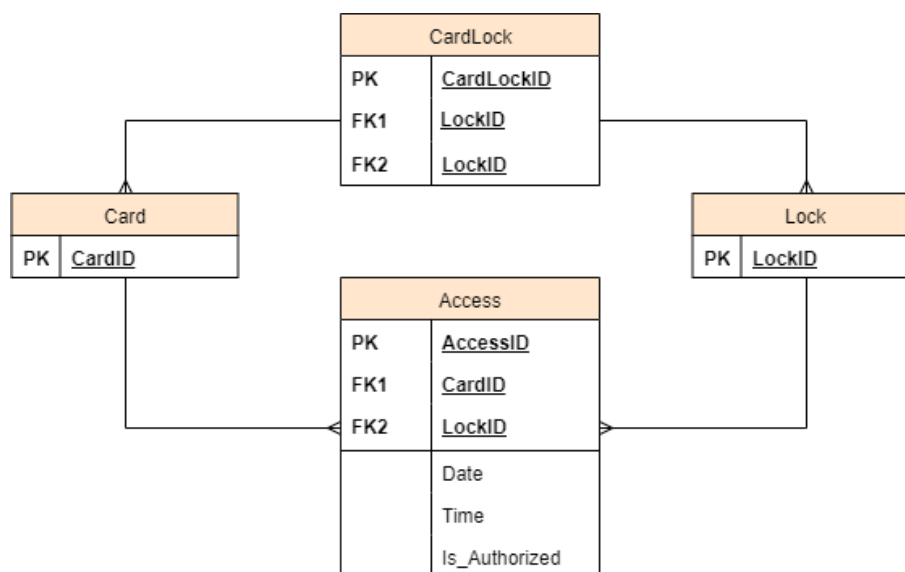 CardLock
PK CardLockID
FK1 LockID
FK2 LockID
Card
PK CardID
Lock
PK LockID
Access
PK AccessID
FK1 CardID
FK2 LockID
Date
Time
Is_Authorized